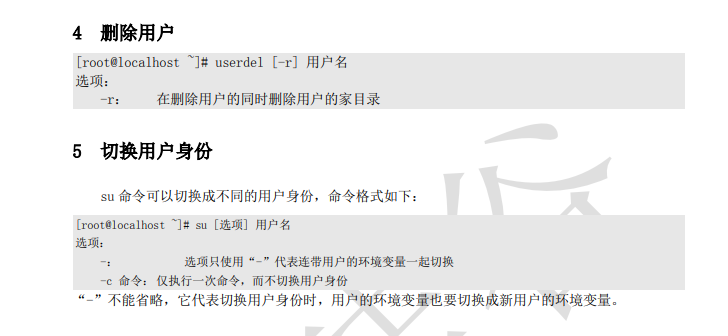 4 删除用户
[root@localhost ~]# userdel [-r] 用户名
选项：
-r： 在删除用户的同时删除用户的家目录
5 切换用户身份
su 命令可以切换成不同的用户身份，命令格式如下：
[root@localhost ~]# su [选项] 用户名
选项：
-： 选项只使用“-”代表连带用户的环境变量一起切换
-c 命令：仅执行一次命令，而不切换用户身份
“-”不能省略，它代表切换用户身份时，用户的环境变量也要切换成新用户的环境变量。